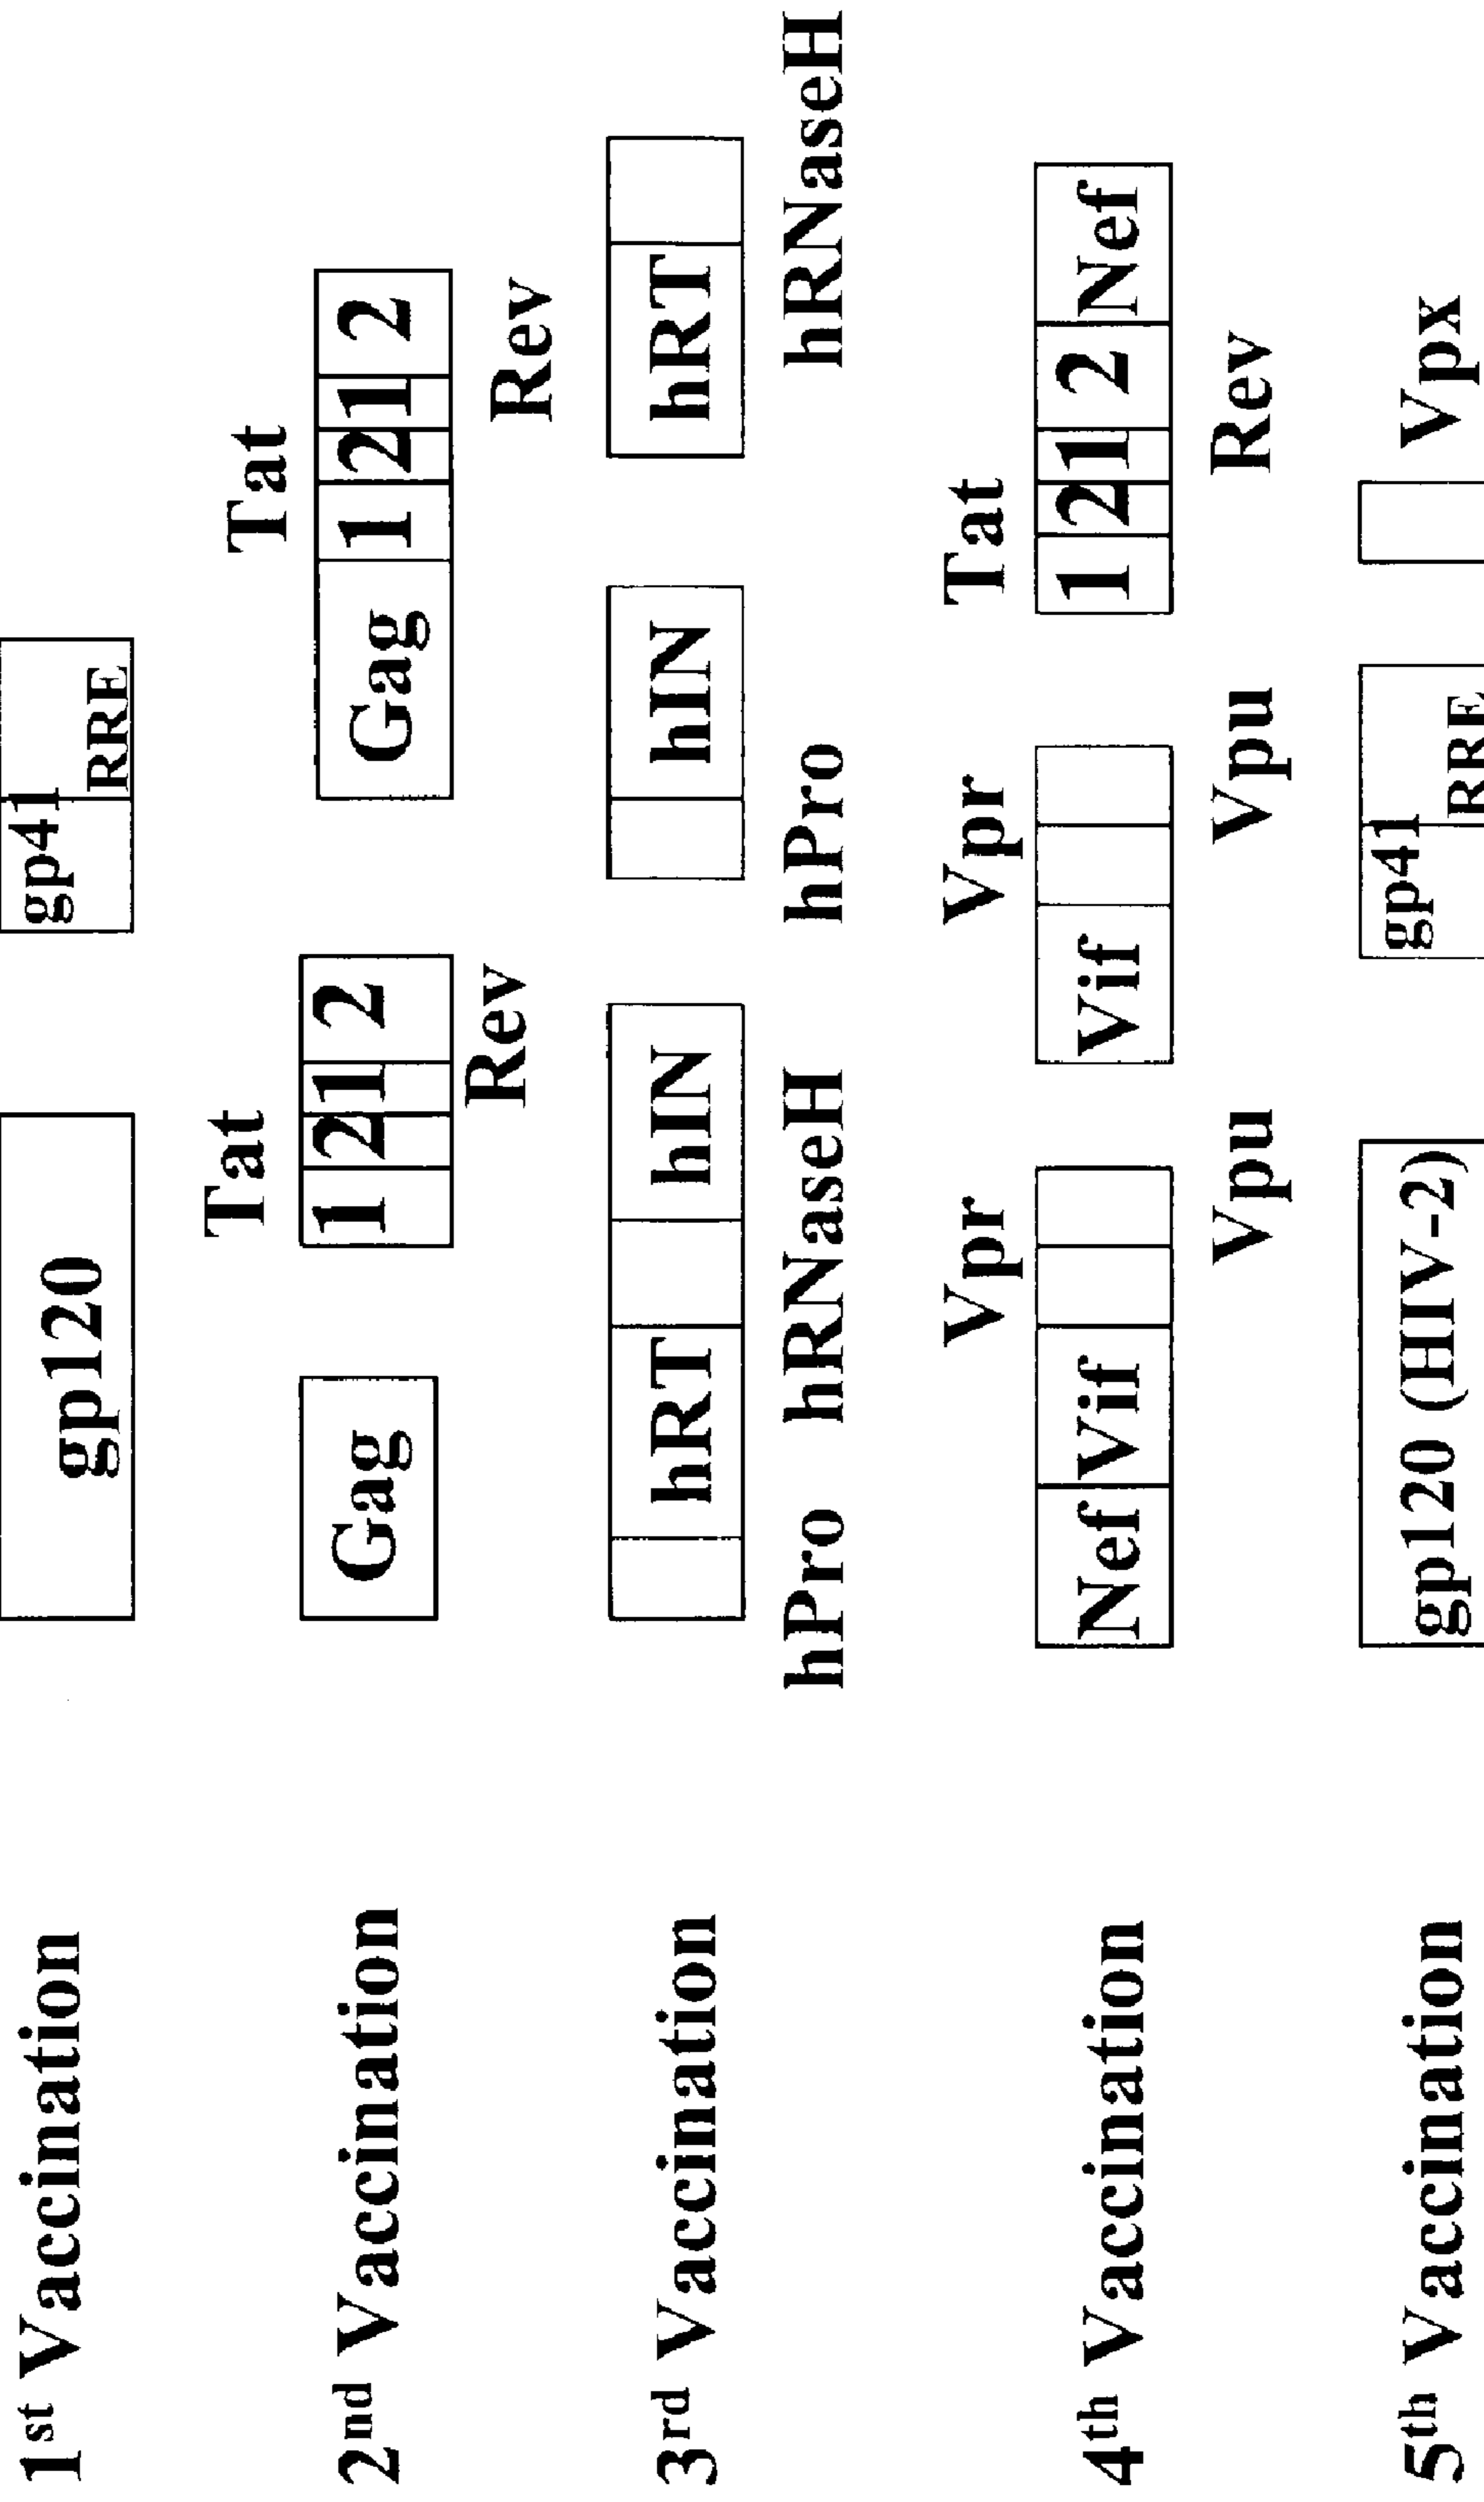 1st Vaccination
gp120
gp41
RRE
2nd Vaccination
Tat
Tat
Gag
1 2 1 2
Gag 1 2 1 2
Rev
Rev
3rd Vaccination
hRT hIN
hIN
hRT
hPro hRNaseH
hPro
hRNaseH
4th Vaccination
Vpr
Vpr
Tat
Nef Vif
Vif
1 2 1 2 Nef
Vpu
Vpu
Rev
5th Vaccination
gp120 (HIV-2)
gp41
RRE
Vpx